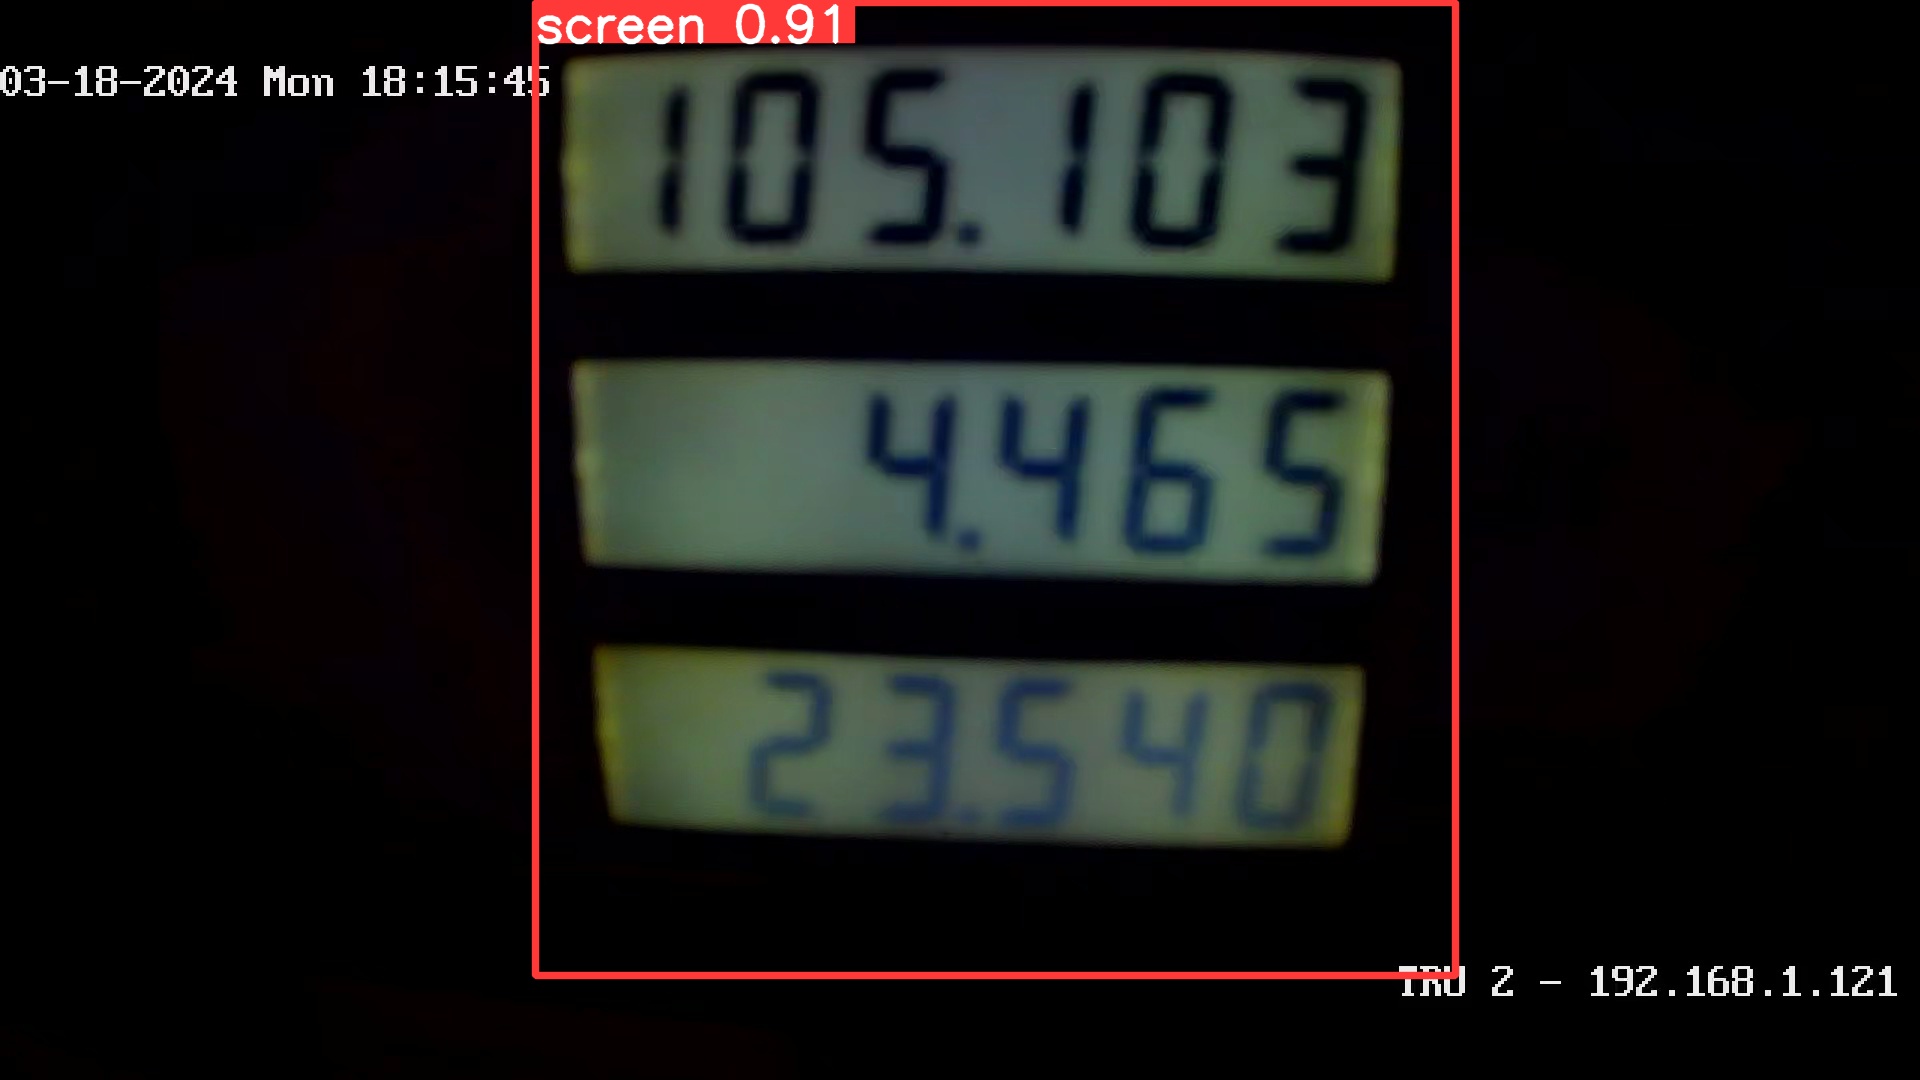 screen 0.91
03-18-2024 Mon 18:15:45
105.103
4.465
23.540
TRU 2 - 192.168.1.121